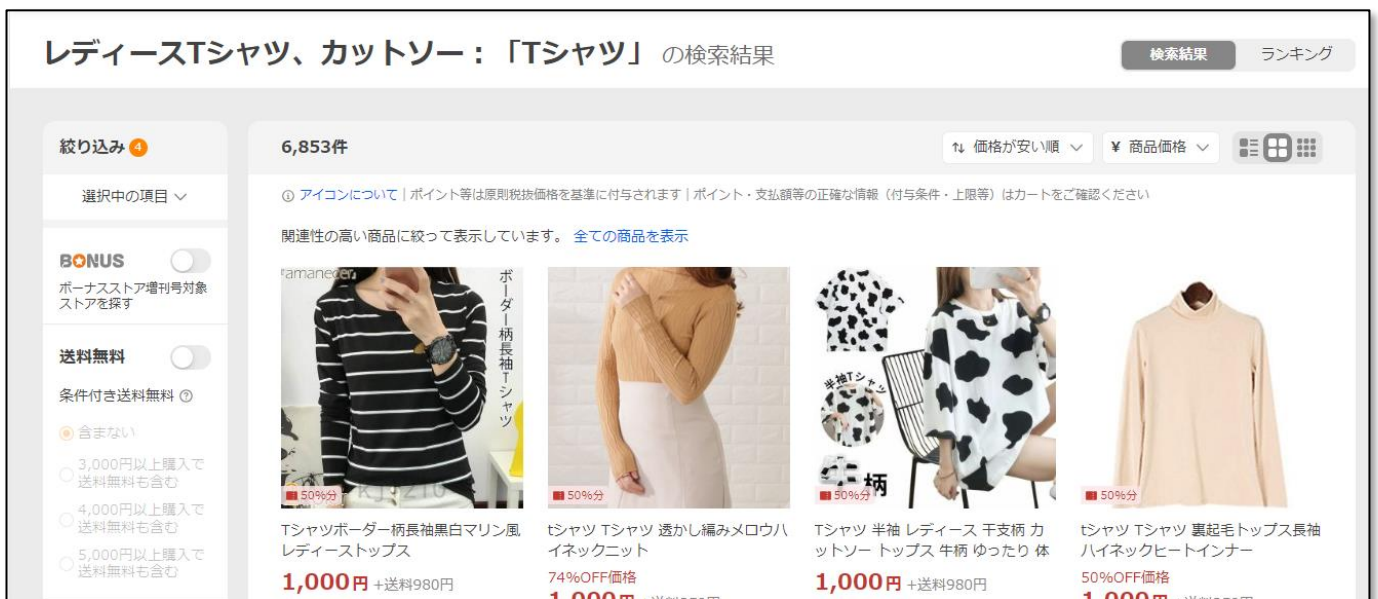 レディースTシャツ、カットソー：「Tシャツ」 の検索結果
検索結果
ランキング
絞り込み 4
選択中の項目
BONUS
ボーナスストア増刊号対象
ストアを探す
送料無料
条件付き送料無料
含まない
3,000円以上購入で
送料無料も含む
4,000円以上購入で
送料無料も含む
5,000円以上購入で
送料無料も含む
6,853件
価格が安い順
¥ 商品価格
アイコンについて | ポイント等は原則税抜価格を基準に付与されます | ポイント・支払額等の正確な情報（付与条件・上限等）はカートをご確認ください
関連性の高い商品に絞って表示しています。 全ての商品を表示
ボーダー柄長袖Tシャツ
50%分
Tシャツボーダー柄長袖黒白マリン風
レディーストップス
1,000円 +送料980円
50%分
tシャツ Tシャツ 透かし編みメロウハ
イネックニット
74%OFF価格
1,000円
半袖Tシャツ
柄
50%分
Tシャツ 半袖 レディース 干支柄 カ
ットソー トップス 牛柄 ゆったり 体
1,000円 +送料980円
50%分
tシャツ Tシャツ 裏起毛トップス長袖
ハイネックヒートインナー
50%OFF価格
1,000円